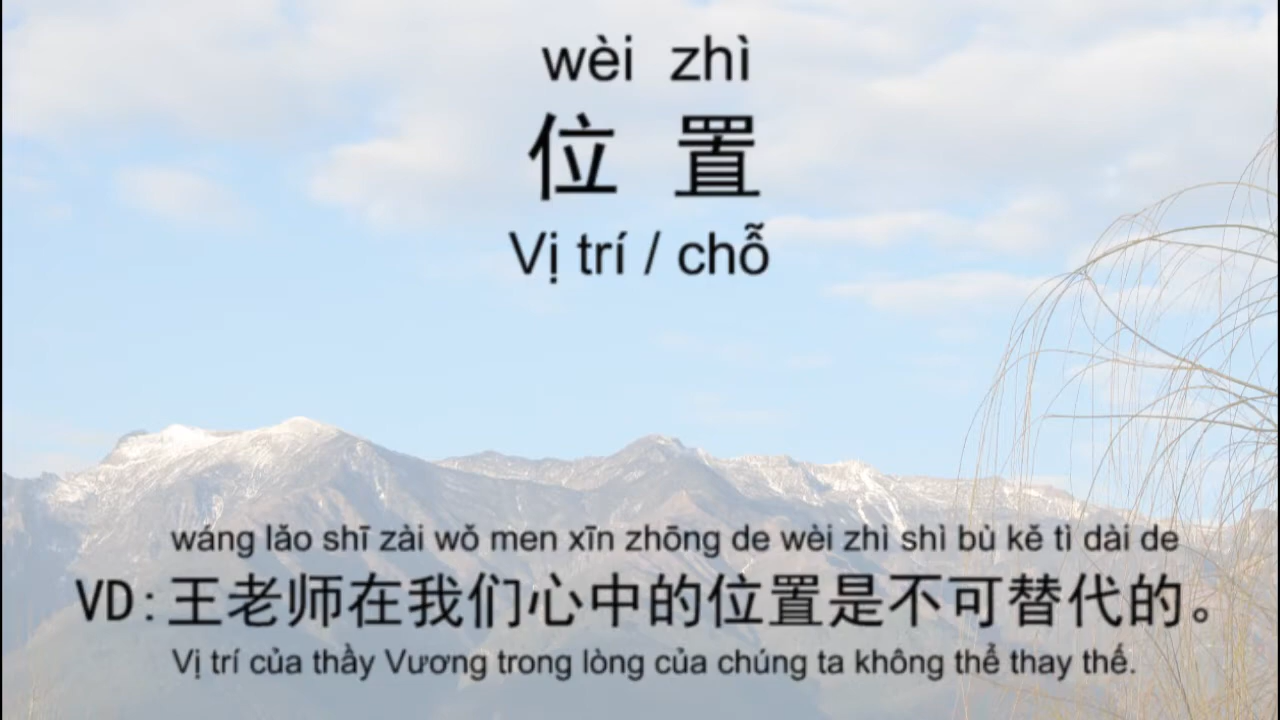 wèi zhì
位置
Vị trí / chỗ
wáng lǎo shī zài wǒ men xīn zhōng de wèi zhì shì bù kě tì dài de
VD:王老师在我们心中的位置是不可替代的。
Vị trí của thầy Vương trong lòng của chúng ta không thể thay thế.